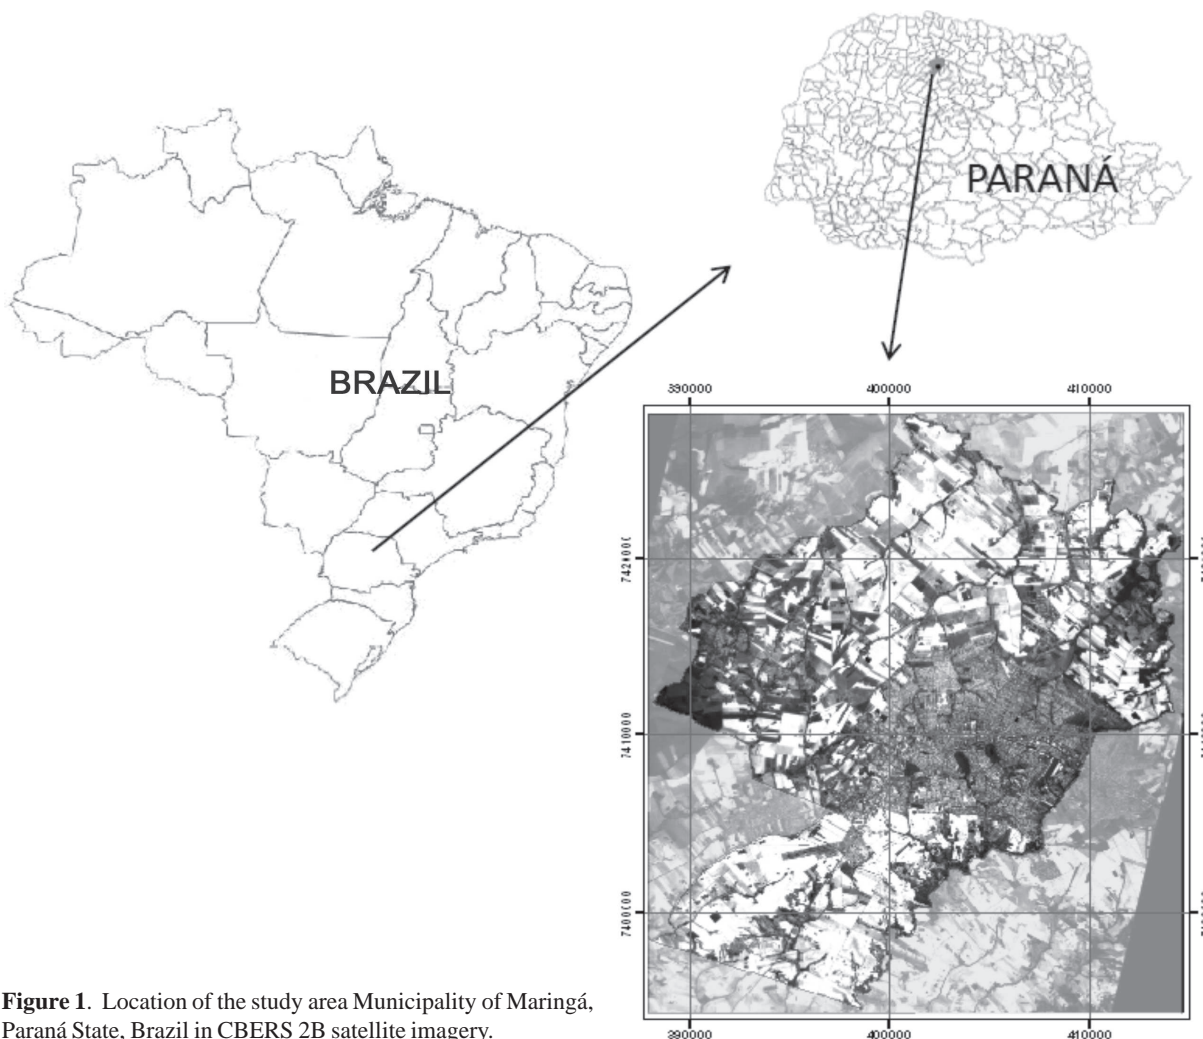 PARANÁ
BRAZIL
390000 400000 410000
7420000
7410000
7400000
390000 400000 410000
Figure 1. Location of the study area Municipality of Maringá,
Paraná State, Brazil in CBERS 2B satellite imagery.